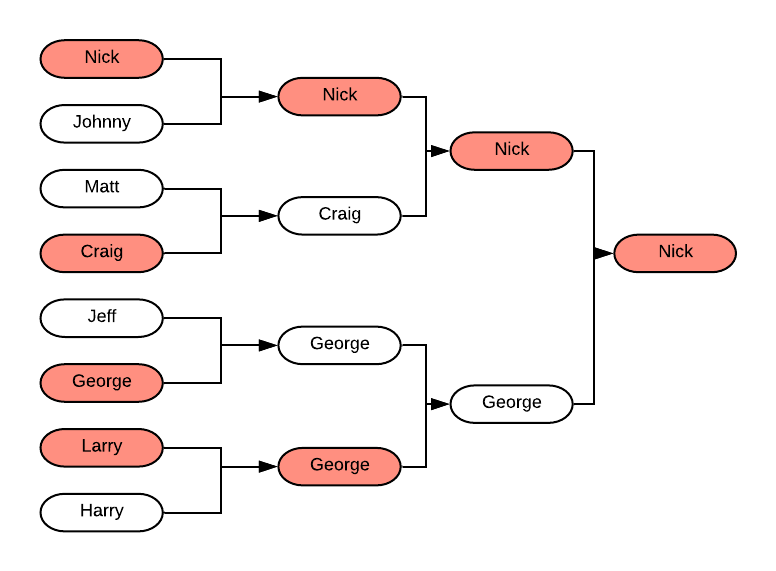 Nick
Johnny
Matt
Craig
Jeff
George
Larry
Harry
Nick
Craig
George
George
Nick
George
Nick